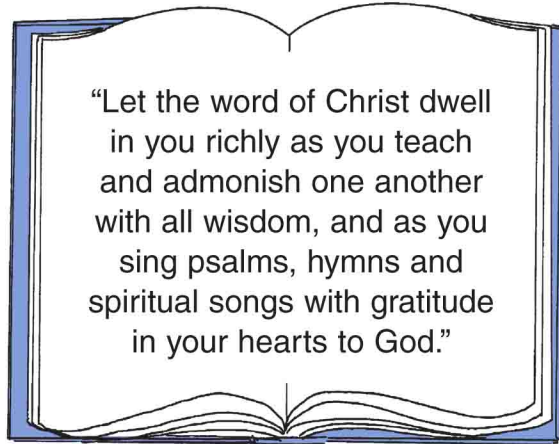 “Let the word of Christ dwell
in you richly as you teach
and admonish one another
with all wisdom, and as you
sing psalms, hymns and
spiritual songs with gratitude
in your hearts to God.”